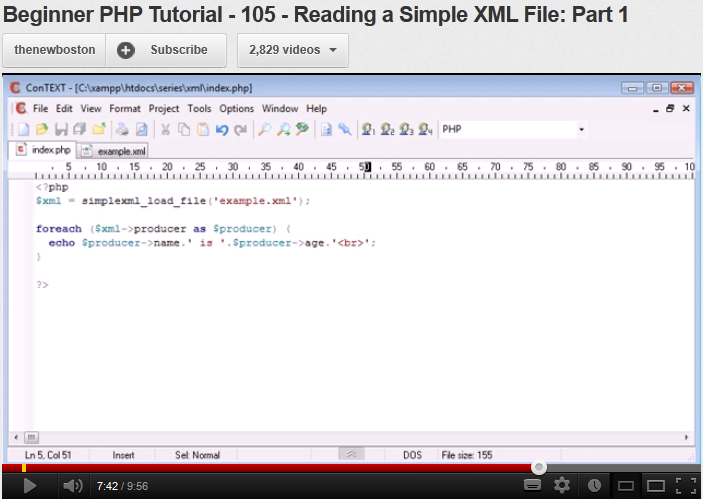 Beginner PHP Tutorial - 105 - Reading a Simple XML File: Part 1
thenewboston Subscribe 2,829 videos
ConTEXT - [C:\xampp\htdocs\series\xml\index.php]
File Edit View Format Project Tools Options Window Help
PHP
index.php example.xml
5 10 15 20 25 30 35 40 45 50 55 60 65 70 75 80 85 90 95 10
<?php
$xml = simplexml_load_file('example.xml');
foreach ($xml->producer as $producer) {
echo $producer->name.' is '.$producer->age.'<br>';
}
?>
Ln 5, Col 51 Insert Sel: Normal DOS File size: 155
7:42 / 9:56